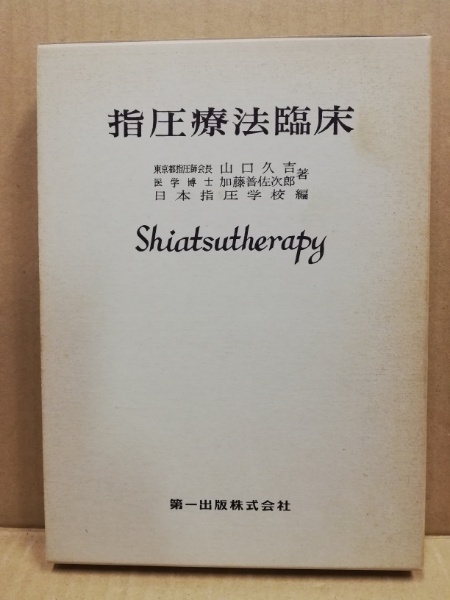 指圧療法臨床
東京都指圧師会長 山口久吉
医学博士 加藤善佐次郎 著
日本指圧学校編
Shiatsutherapy
第一出版株式会社